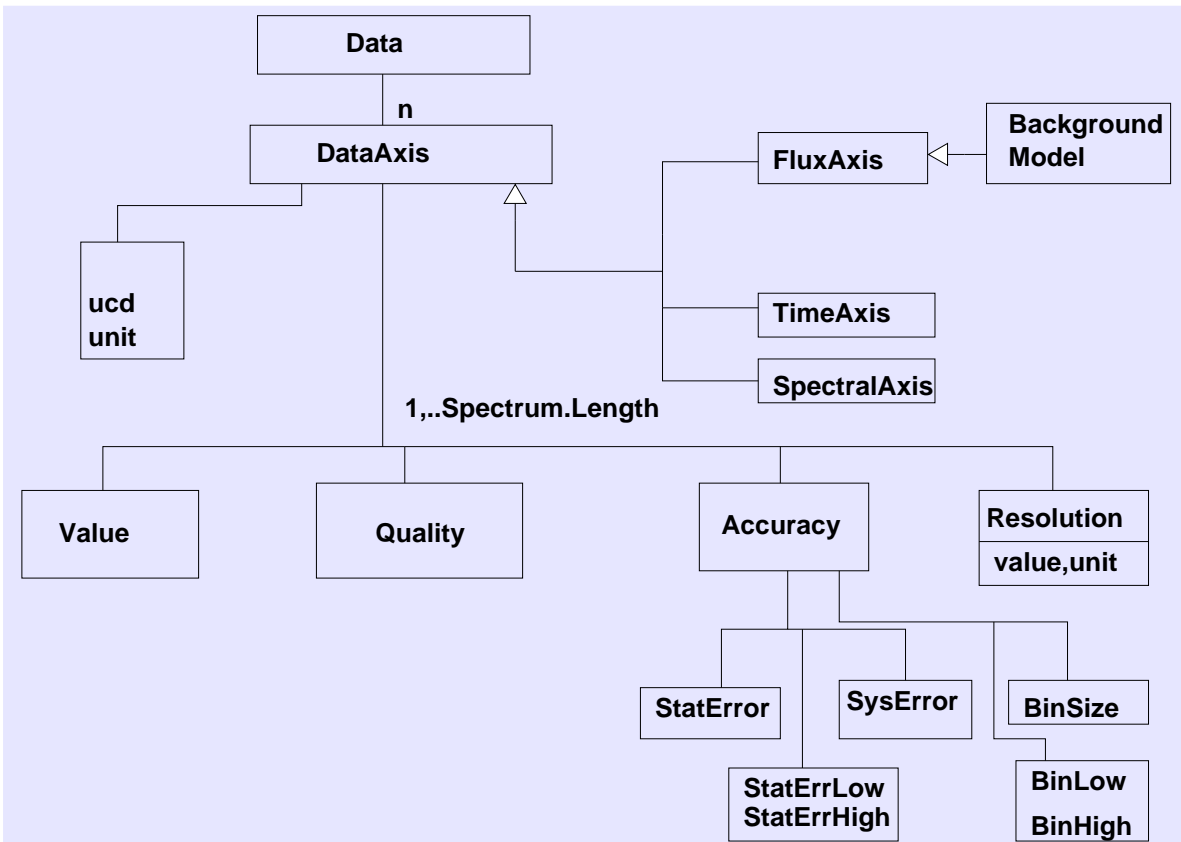 Data
n
DataAxis
FluxAxis
Background
Model
ucd
unit
TimeAxis
SpectralAxis
1,..Spectrum.Length
Value
Quality
Accuracy
Resolution
value,unit
StatError
SysError
BinSize
StatErrLow
StatErrHigh
BinLow
BinHigh